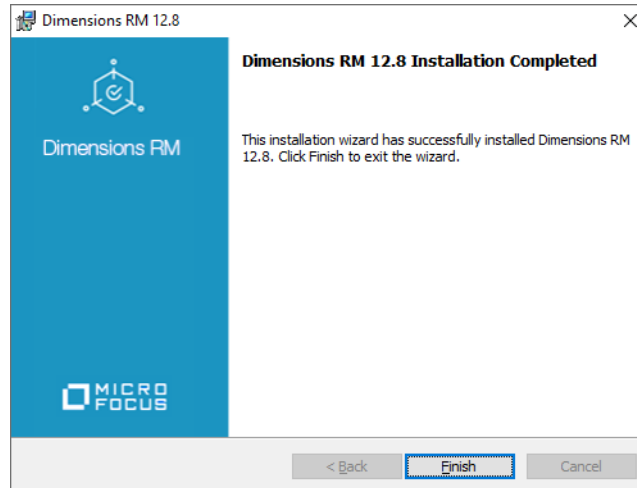 Dimensions RM 12.8
Dimensions RM 12.8 Installation Completed
Dimensions RM
This installation wizard has successfully installed Dimensions RM
12.8. Click Finish to exit the wizard.
MICRO
FOCUS
< Back
Finish
Cancel